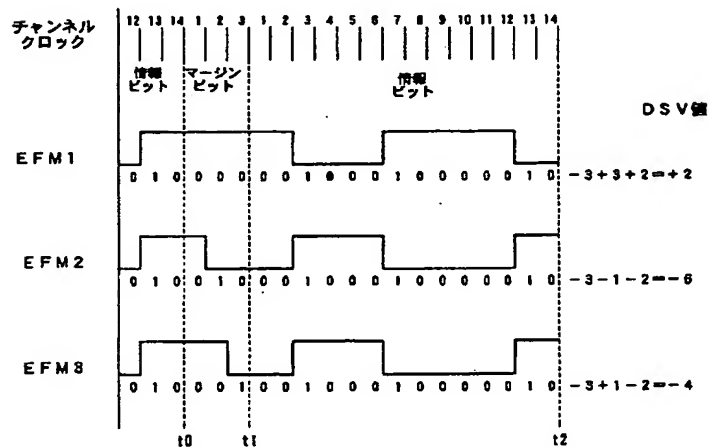 チャンネル
クロック
12 13 14 1 2 3 1 2 3 4 5 6 7 8 9 10 11 12 13 14
情報
ビット
マージン
ビット
情報
ビット
DSV値
EFM1
0 1 0 0 0 0 0 0 1 0 0 0 1 0 0 0 0 0 1 0 -3+3+2=+2
EFM2
0 1 0 0 1 0 0 0 1 0 0 0 1 0 0 0 0 0 1 0 -3-1-2=-6
EFM3
0 1 0 0 0 1 0 0 1 0 0 0 1 0 0 0 0 0 1 0 -3+1-2=-4
t0 t1 t2